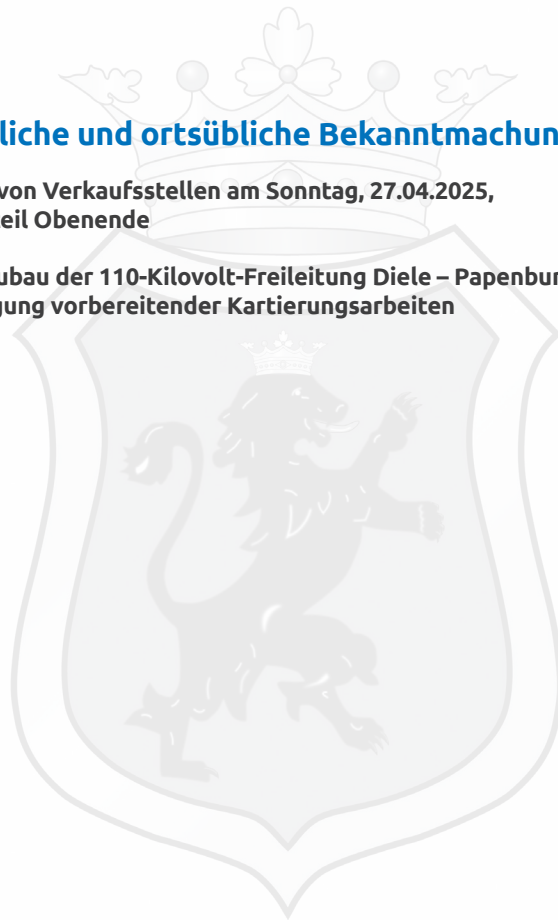 liche und ortsübliche Bekanntmachun
von Verkaufsstellen am Sonntag, 27.04.2025,
eil Obenende
ubau der 110-Kilovolt-Freileitung Diele – Papenbur
gung vorbereitender Kartierungsarbeiten